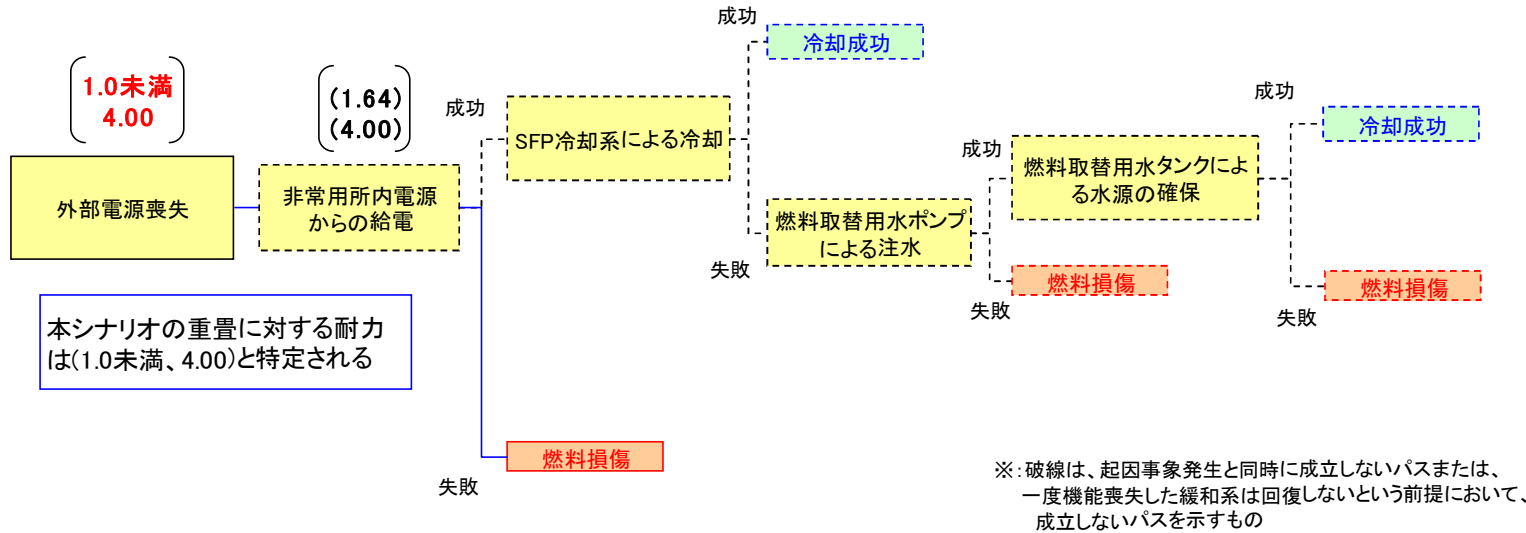 1.0未満
4.00
外部電源喪失
(1.64)
(4.00)
非常用所内電源
からの給電
成功
失敗
SFP冷却系による冷却
燃料損傷
成功
冷却成功
失敗
燃料取替用水ポンプ
による注水
成功
燃料取替用水タンクによ
る水源の確保
失敗
燃料損傷
成功
冷却成功
失敗
燃料損傷
本シナリオの重畳に対する耐力
は(1.0未満、4.00)と特定される
※:破線は、起因事象発生と同時に成立しないパスまたは、
一度機能喪失した緩和系は回復しないという前提において、
成立しないパスを示すもの